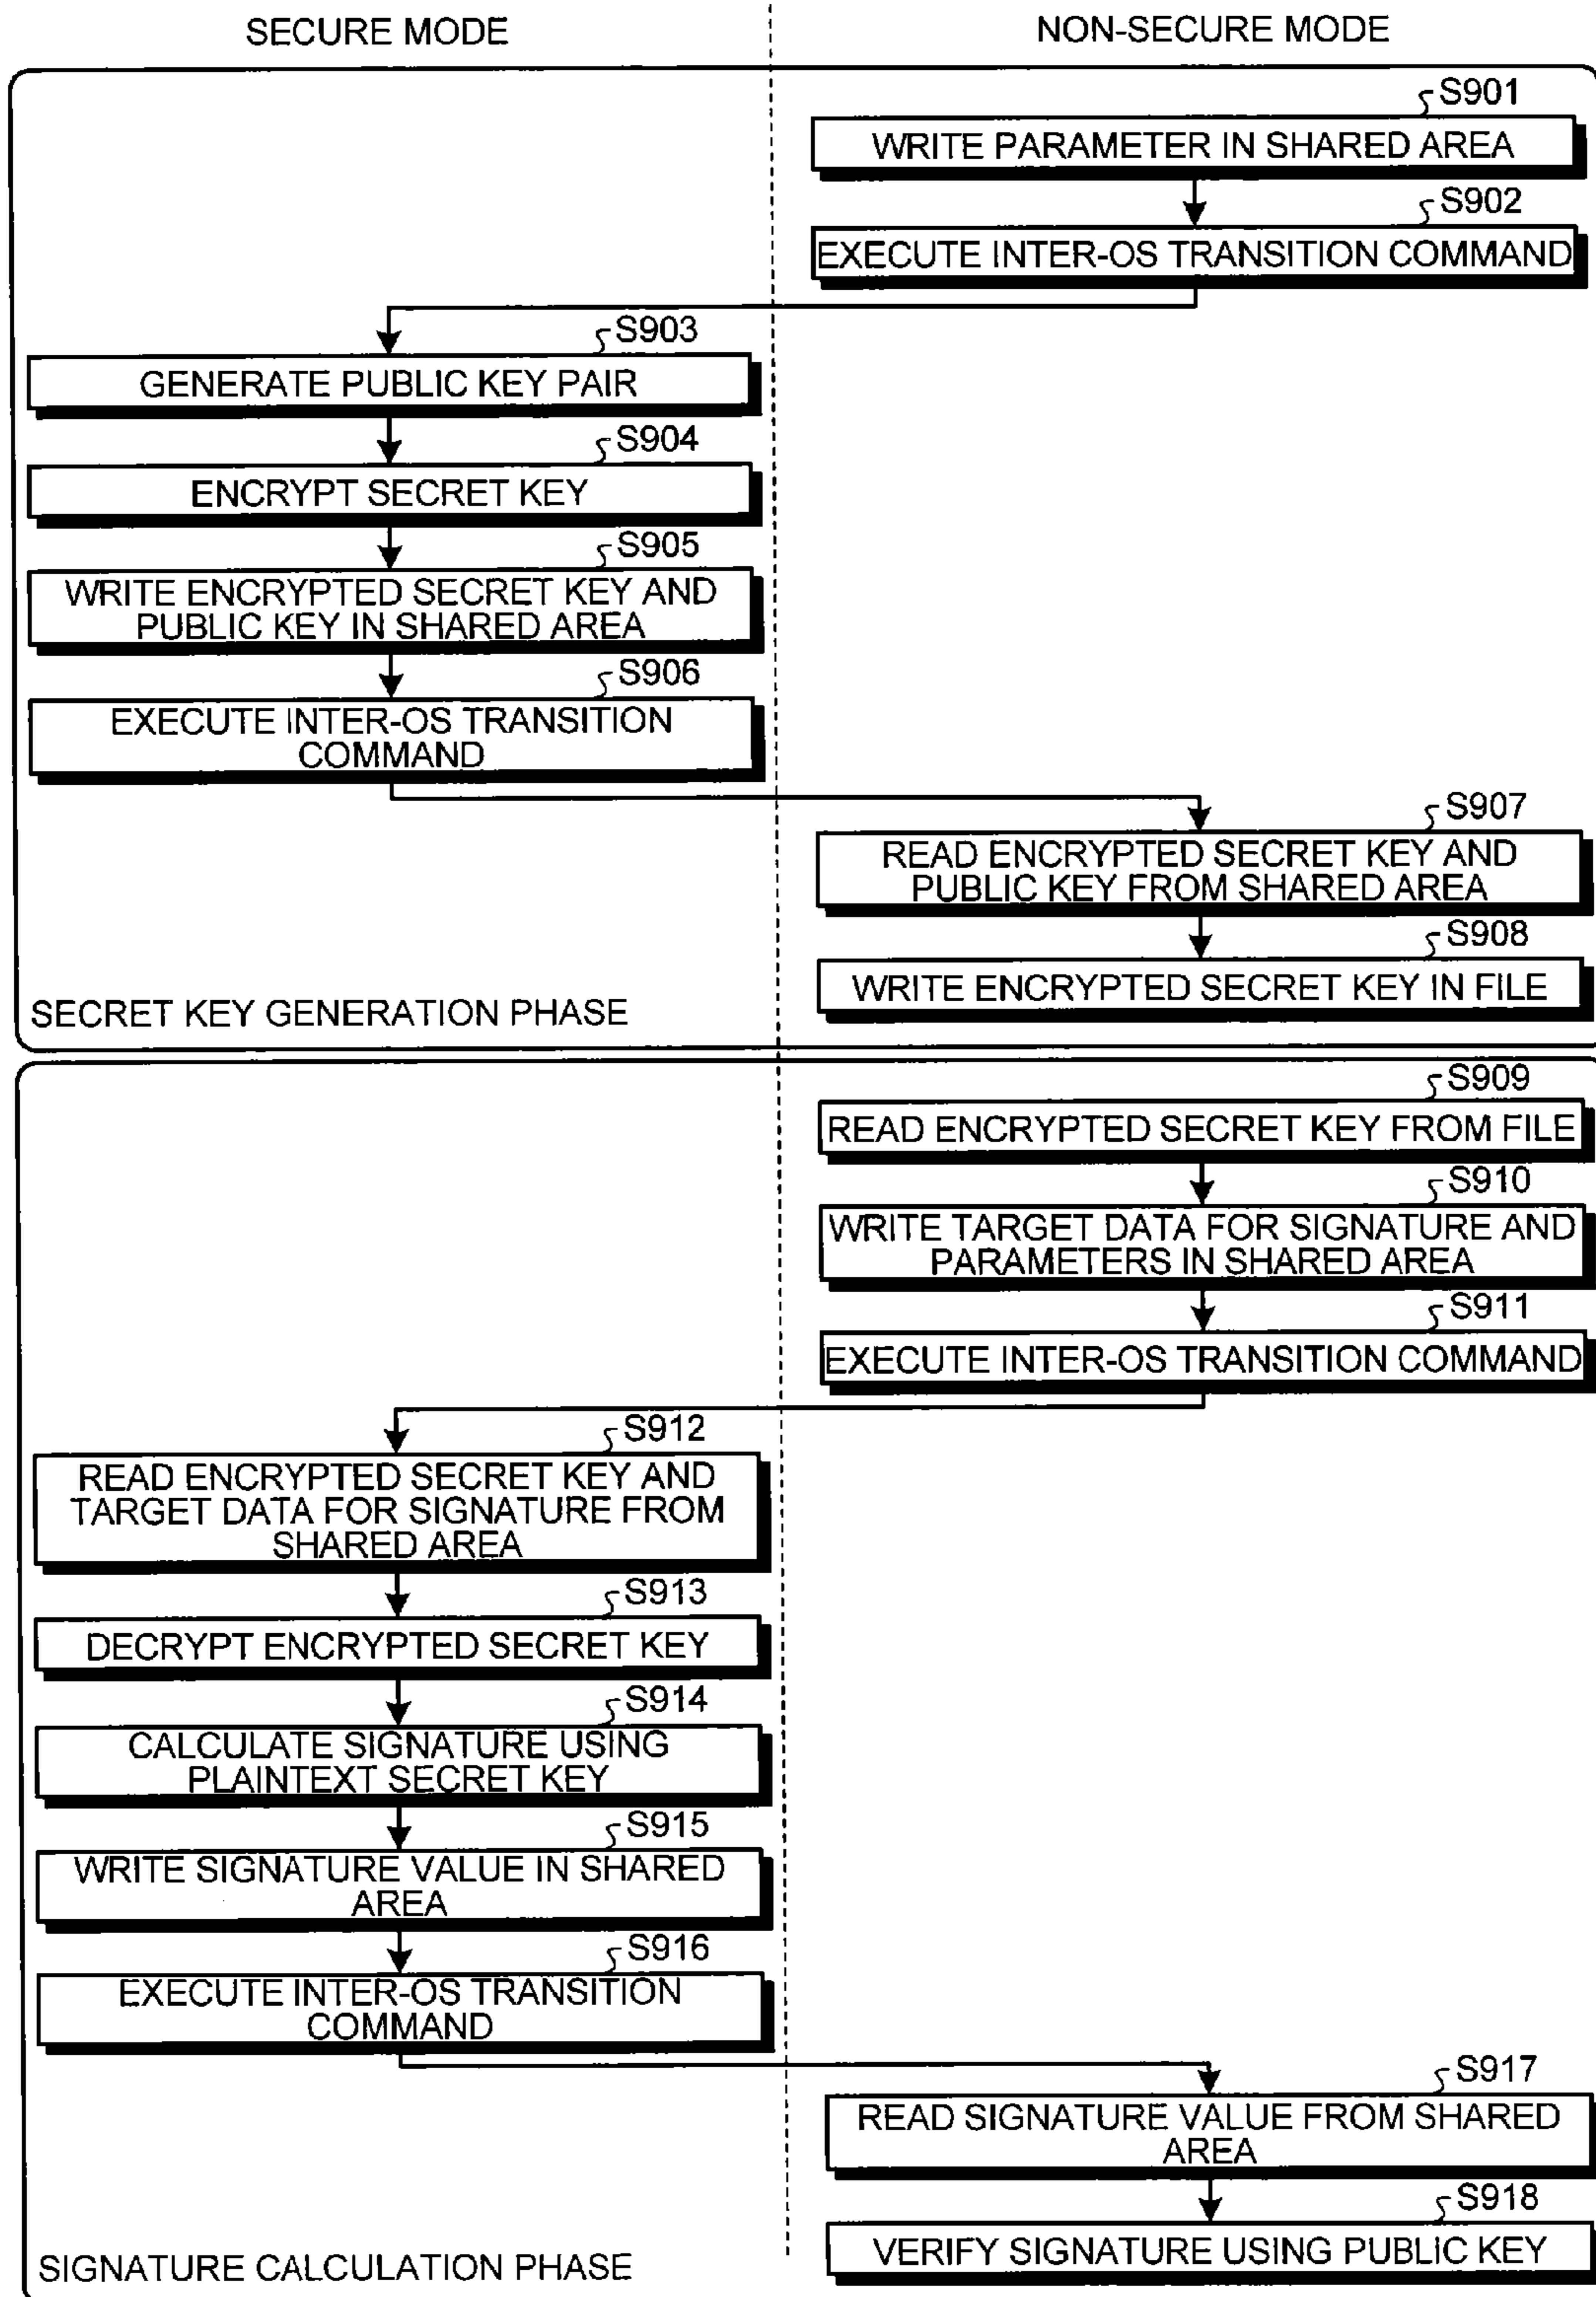 SECURE MODE
NON-SECURE MODE
S901
WRITE PARAMETER IN SHARED AREA
S902
EXECUTE INTER-OS TRANSITION COMMAND
S903
GENERATE PUBLIC KEY PAIR
S904
ENCRYPT SECRET KEY
S905
WRITE ENCRYPTED SECRET KEY AND
PUBLIC KEY IN SHARED AREA
S906
EXECUTE INTER-OS TRANSITION
COMMAND
S907
READ ENCRYPTED SECRET KEY AND
PUBLIC KEY FROM SHARED AREA
S908
WRITE ENCRYPTED SECRET KEY IN FILE
SECRET KEY GENERATION PHASE
S909
READ ENCRYPTED SECRET KEY FROM FILE
S910
WRITE TARGET DATA FOR SIGNATURE AND
PARAMETERS IN SHARED AREA
S911
EXECUTE INTER-OS TRANSITION COMMAND
S912
READ ENCRYPTED SECRET KEY AND
TARGET DATA FOR SIGNATURE FROM
SHARED AREA
S913
DECRYPT ENCRYPTED SECRET KEY
S914
CALCULATE SIGNATURE USING
PLAINTEXT SECRET KEY
S915
WRITE SIGNATURE VALUE IN SHARED
AREA
S916
EXECUTE INTER-OS TRANSITION
COMMAND
S917
READ SIGNATURE VALUE FROM SHARED
AREA
S918
VERIFY SIGNATURE USING PUBLIC KEY
SIGNATURE CALCULATION PHASE